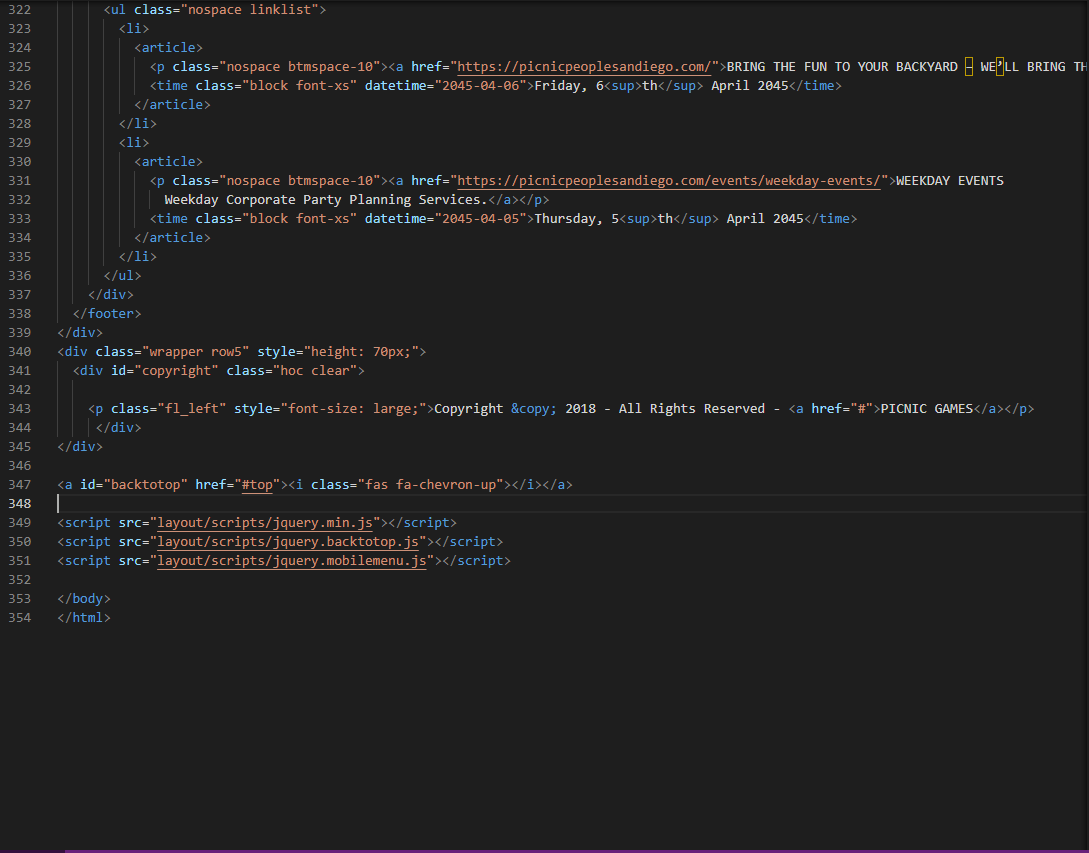 322 <ul class="nospace linklist">
323 <li>
324 <article>
325 <p class="nospace btmspace-10"><a href="https://picnicpeoplesandiego.com/">BRING THE FUN TO YOUR BACKYARD – WE’LL BRING TH
326 <time class="block font-xs" datetime="2045-04-06">Friday, 6<sup>th</sup> April 2045</time>
327 </article>
328 </li>
329 <li>
330 <article>
331 <p class="nospace btmspace-10"><a href="https://picnicpeoplesandiego.com/events/weekday-events/">WEEKDAY EVENTS
332 Weekday Corporate Party Planning Services.</a></p>
333 <time class="block font-xs" datetime="2045-04-05">Thursday, 5<sup>th</sup> April 2045</time>
334 </article>
335 </li>
336 </ul>
337 </div>
338 </footer>
339 </div>
340 <div class="wrapper row5" style="height: 70px;">
341 <div id="copyright" class="hoc clear">
342
343 <p class="fl_left" style="font-size: large;">Copyright &copy; 2018 - All Rights Reserved - <a href="#">PICNIC GAMES</a></p>
344 </div>
345 </div>
346
347 <a id="backtotop" href="#top"><i class="fas fa-chevron-up"></i></a>
348
349 <script src="layout/scripts/jquery.min.js"></script>
350 <script src="layout/scripts/jquery.backtotop.js"></script>
351 <script src="layout/scripts/jquery.mobilemenu.js"></script>
352
353 </body>
354 </html>